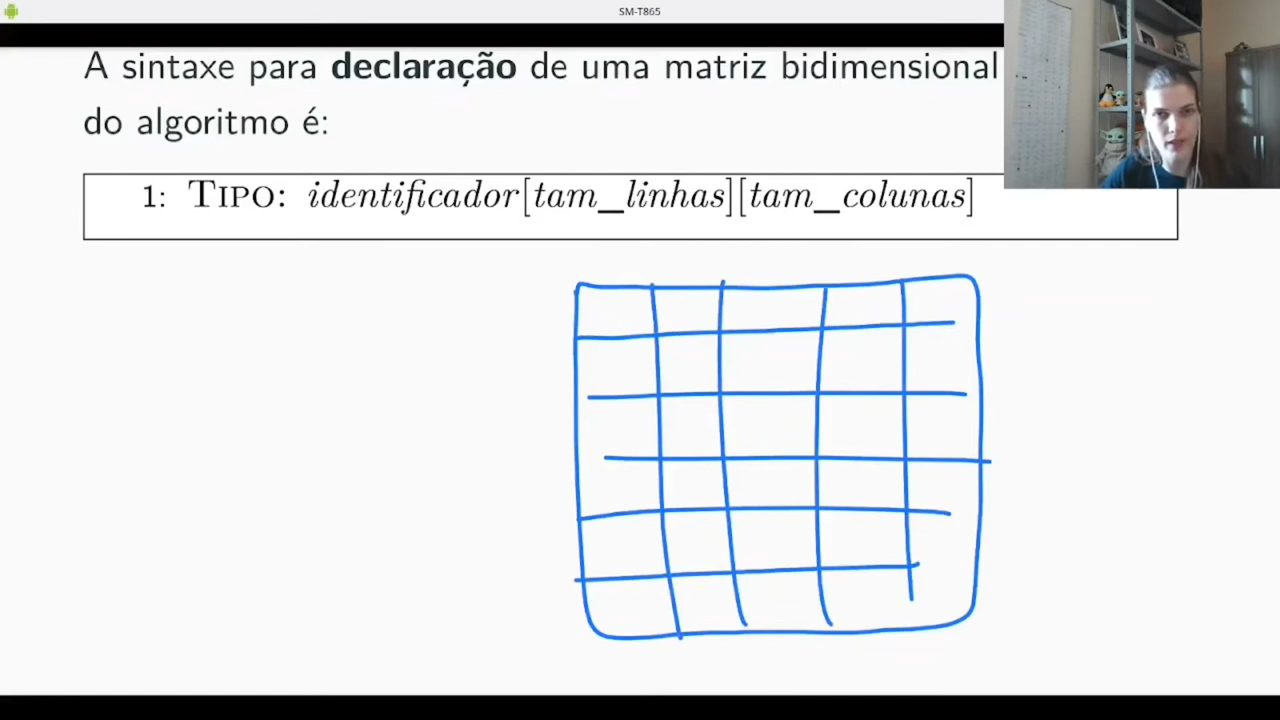 SM-T865
A sintaxe para declaração de uma matriz bidimensional
do algoritmo é:
1: TIPO: identificador[tam_linhas][tam_colunas]